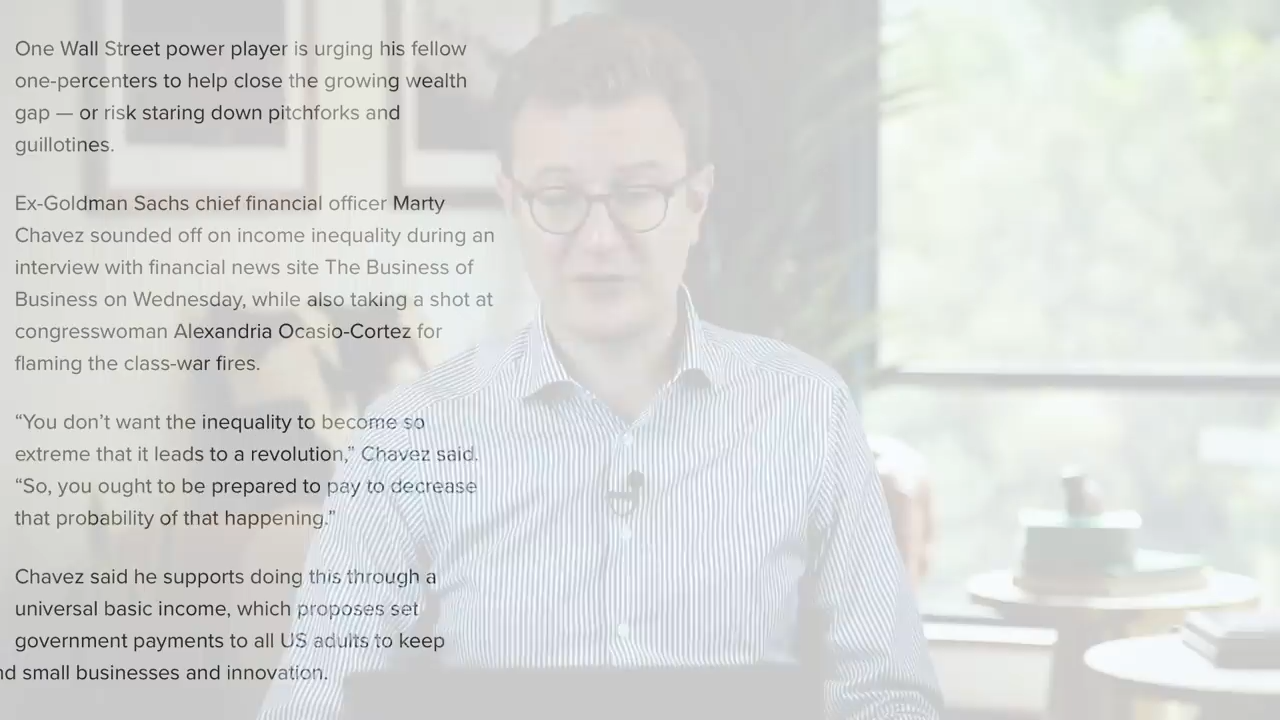 One Wall Street power player is urging his fellow
one-percenters to help close the growing wealth
gap — or risk staring down pitchforks and
guillotines.
Ex-Goldman Sachs chief financial officer Marty
Chavez sounded off on income inequality during an
interview with financial news site The Business of
Business on Wednesday, while also taking a shot at
congresswoman Alexandria Ocasio-Cortez for
flaming the class-war fires.
“You don’t want the inequality to become so
extreme that it leads to a revolution,” Chavez said.
“So, you ought to be prepared to pay to decrease
that probability of that happening.”
Chavez said he supports doing this through a
universal basic income, which proposes set
government payments to all US adults to keep
small businesses and innovation.